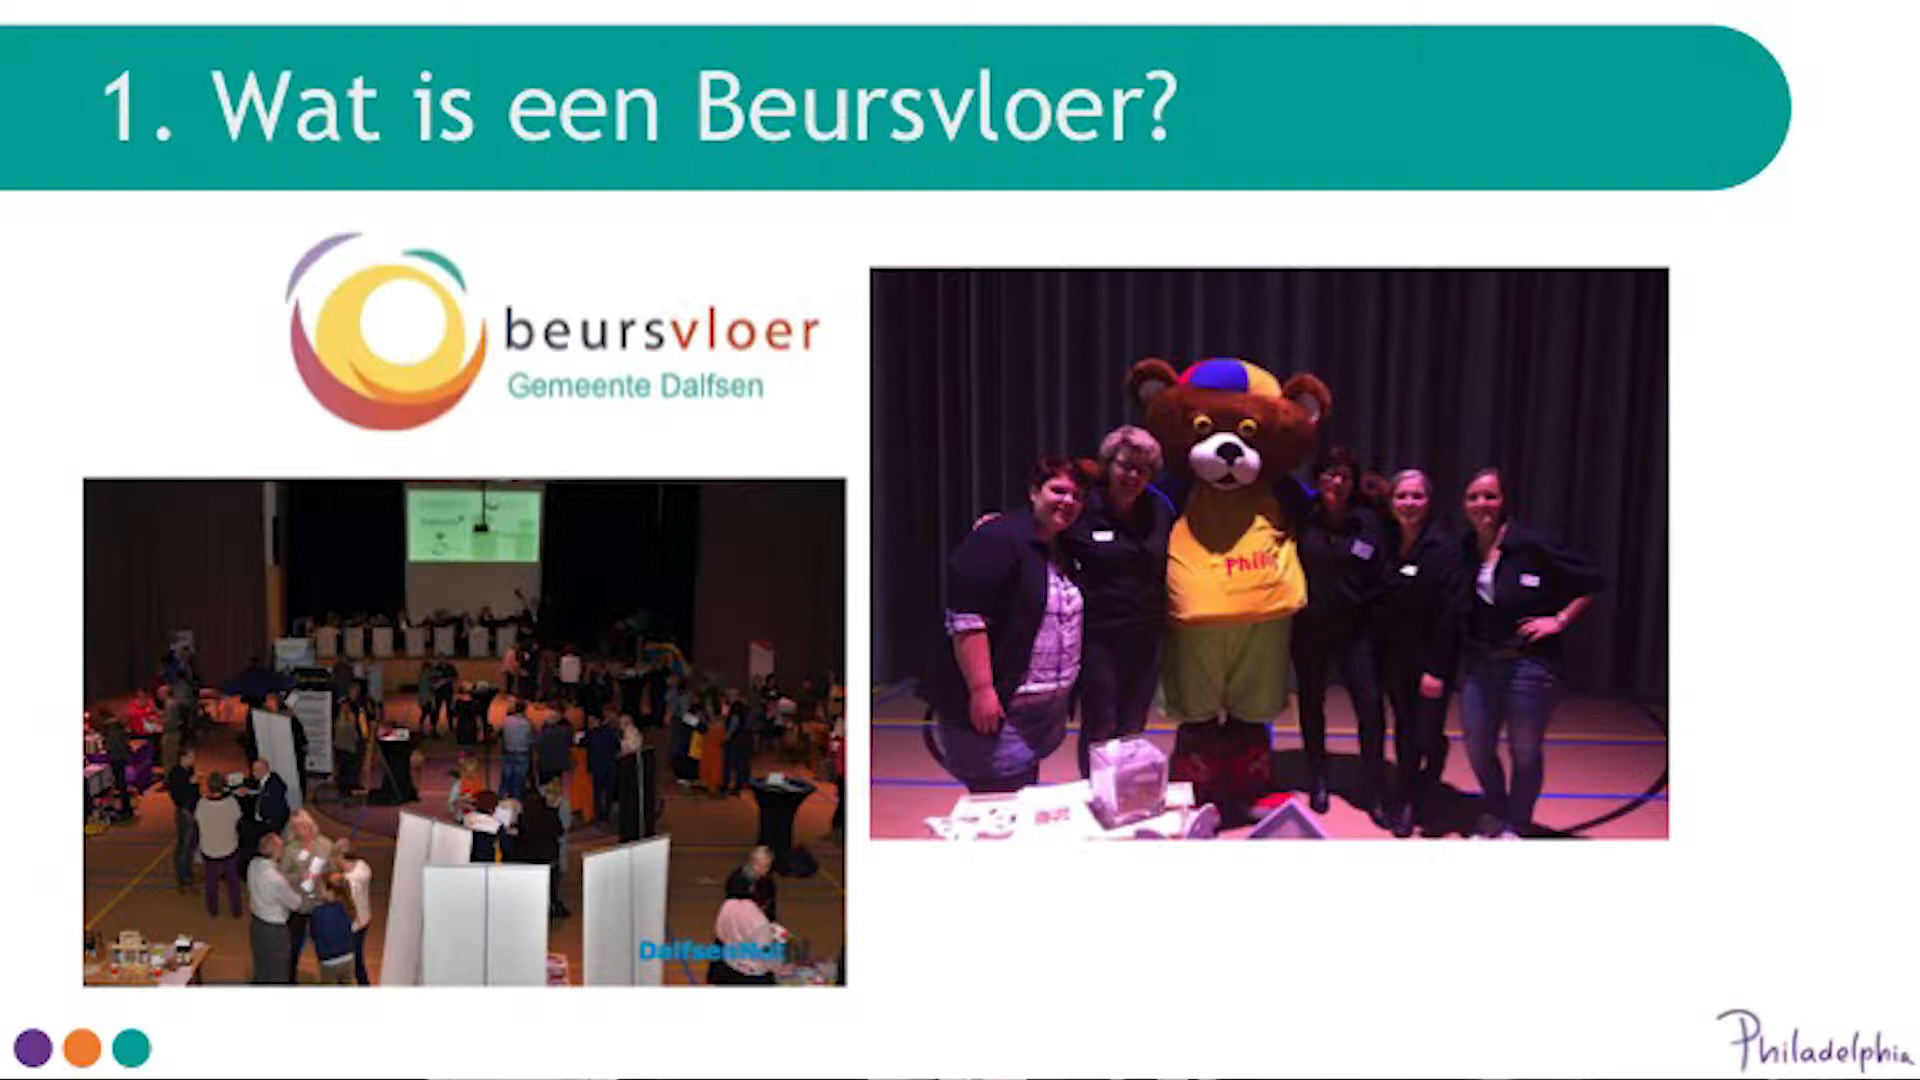 1. Wat is een Beursvloer?
beursvloer
Gemeente Dalfsen
DalfsenNet
Philadelphia